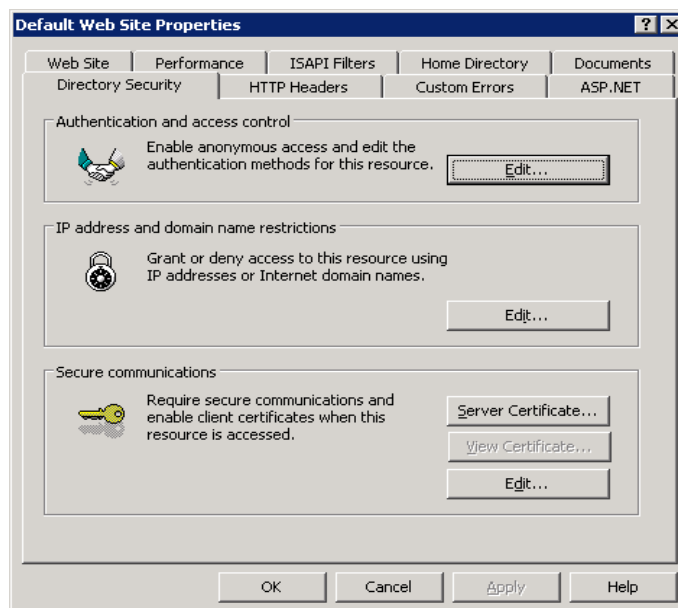 Default Web Site Properties
Web Site Performance ISAPI Filters Home Directory Documents
Directory Security HTTP Headers Custom Errors ASP.NET
Authentication and access control
Enable anonymous access and edit the
authentication methods for this resource.
Edit...
IP address and domain name restrictions
Grant or deny access to this resource using
IP addresses or Internet domain names.
Edit...
Secure communications
Require secure communications and
enable client certificates when this
resource is accessed.
Server Certificate...
View Certificate...
Edit...
OK Cancel Apply Help